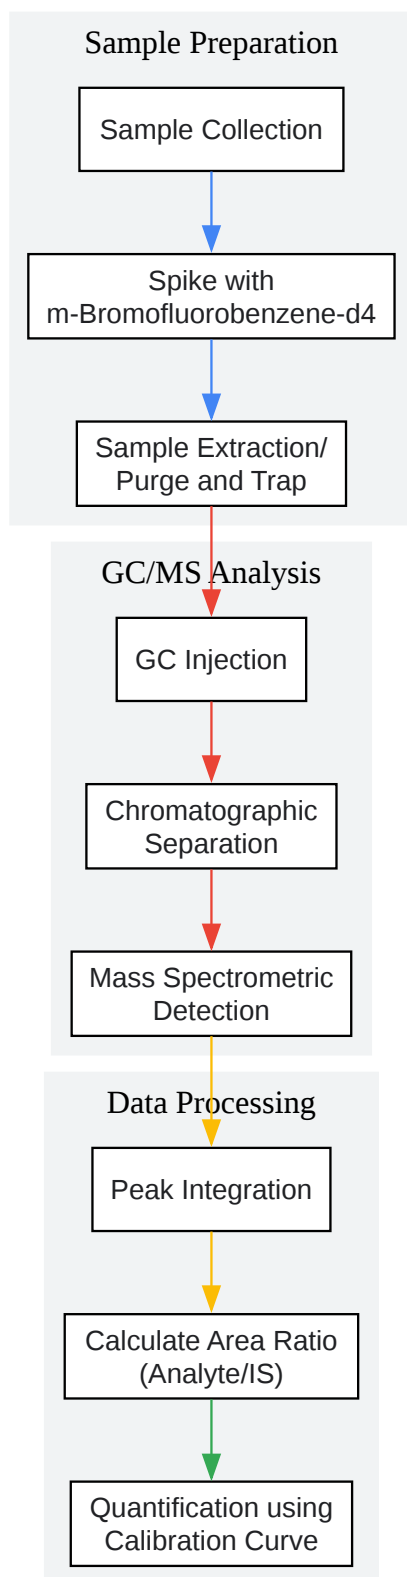 Sample Preparation
Sample Collection
Spike with
m-Bromofluorobenzene-d4
Sample Extraction/
Purge and Trap
GC/MS Analysis
GC Injection
Chromatographic
Separation
Mass Spectrometric
Detection
Data Processing
Peak Integration
Calculate Area Ratio
(Analyte/IS)
Quantification using
Calibration Curve